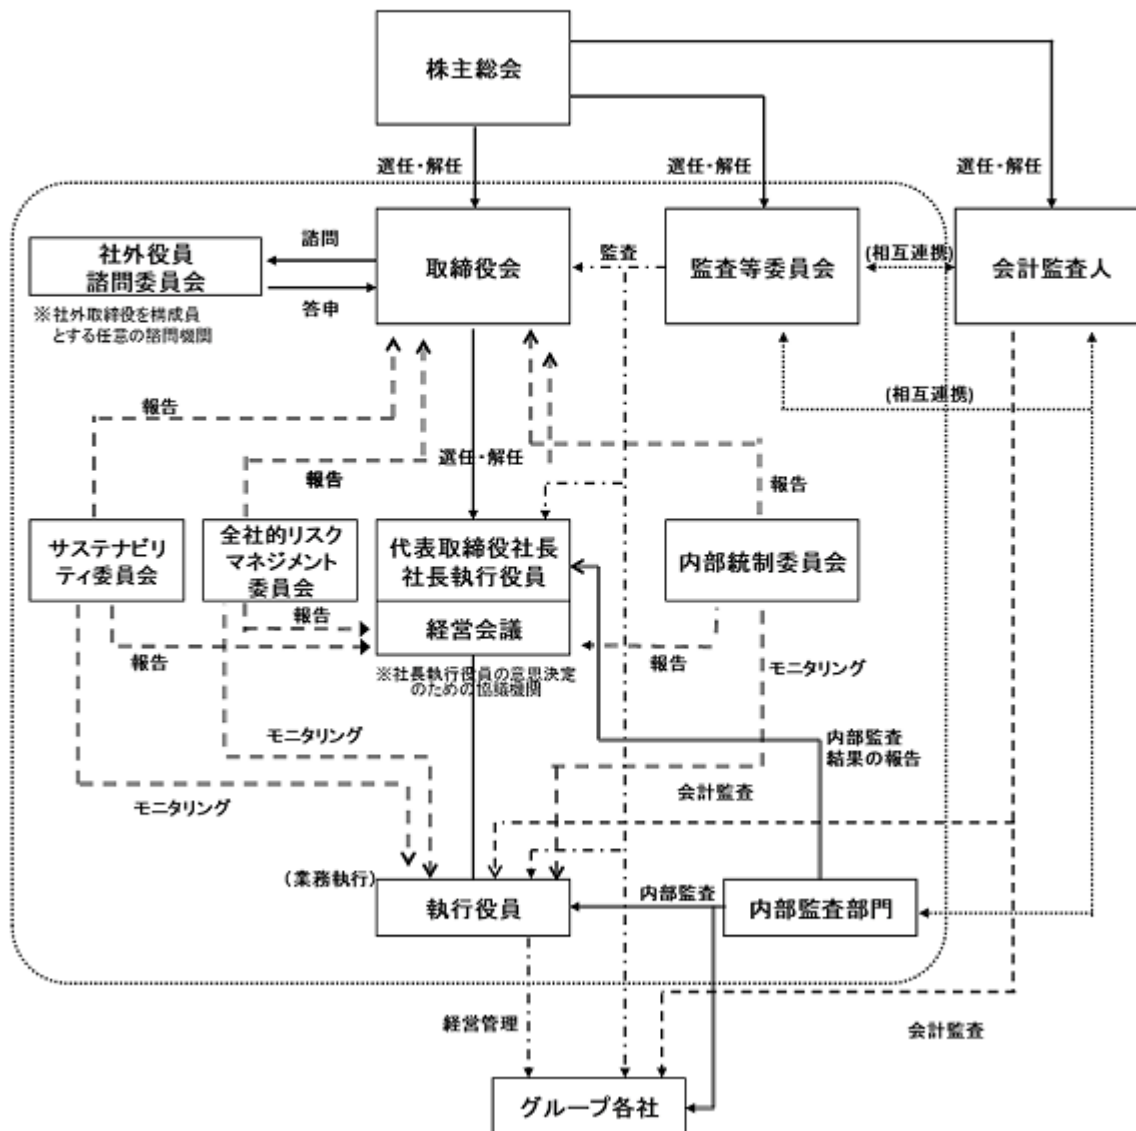 株主総会
選任・解任
選任・解任
選任・解任
社外役員
諮問委員会
諮問
答申
取締役会
監査
監査等委員会
(相互連携)
会計監査人
※社外取締役を構成員
とする任意の諮問機関
(相互連携)
報告
報告
選任・解任
報告
サステナビリ
ティ委員会
全社的リスク
マネジメント
委員会
代表取締役社長
社長執行役員
内部統制委員会
経営会議
報告
報告
報告
モニタリング
※社長執行役員の意思決定
のための協議機関
モニタリング
内部監査
結果の報告
モニタリング
会計監査
(業務執行)
執行役員
内部監査
内部監査部門
経営管理
会計監査
グループ各社